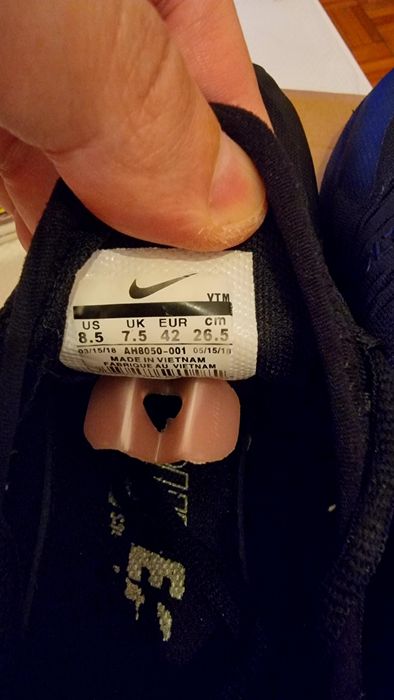 VTM
US UK EUR cm
8.5 7.5 42 26.5
03/15/18 AH8050-001 05/15/18
MADE IN VIETNAM
FABRIQUE AU VIETNAM